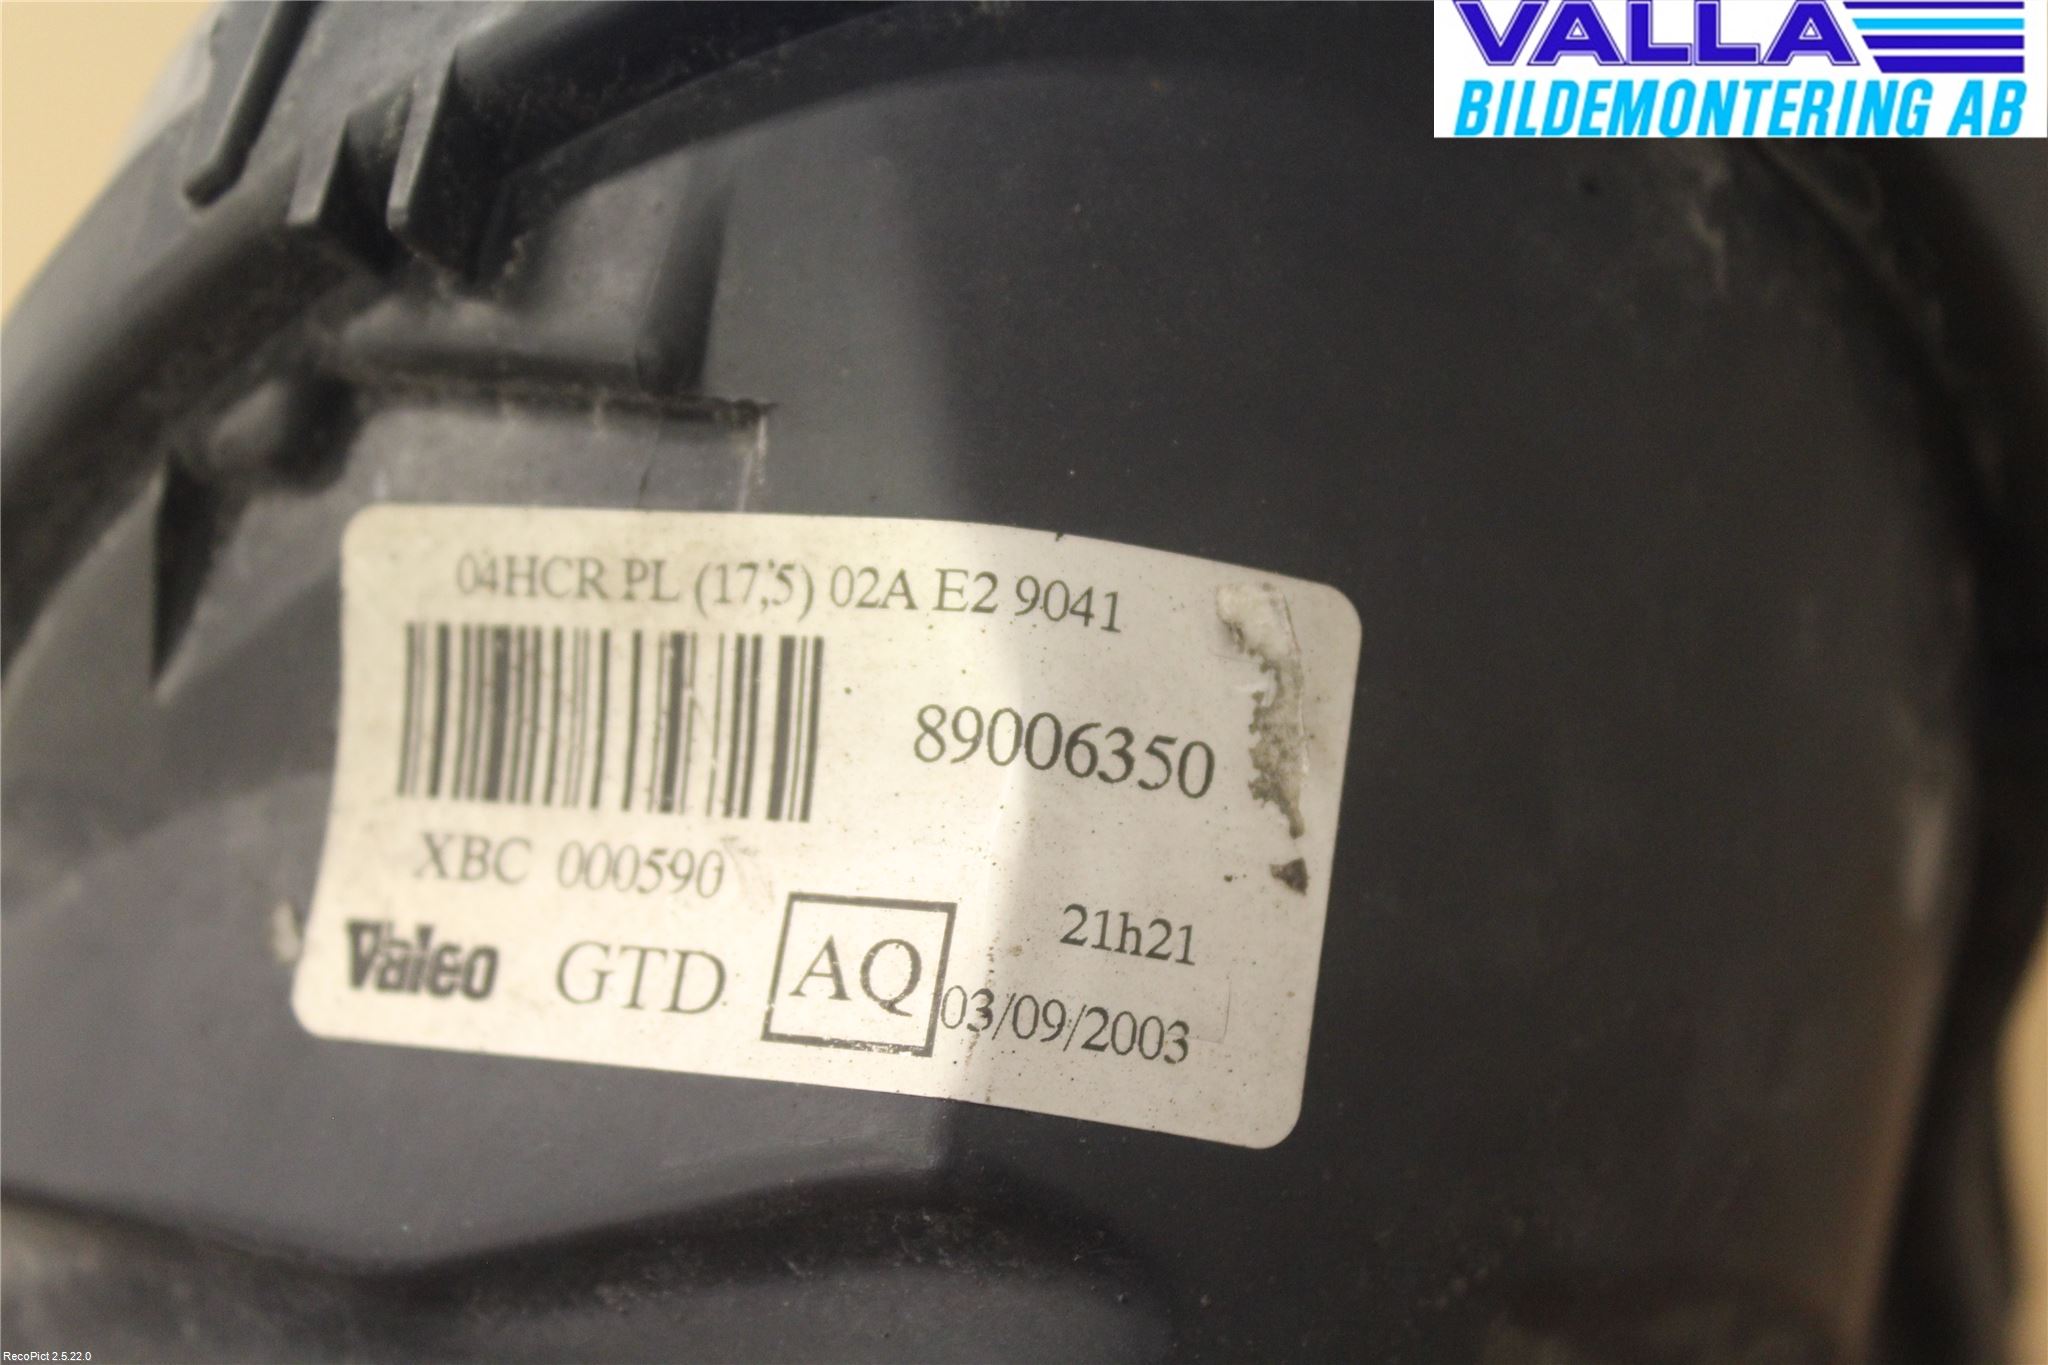 VALLA
BILDEMONTERING AB
04HCR PL (17,5) 02A E2 9041
89006350
XBC 000590
21h21
Valeo GTD AQ 03/09/2003
RecoPict 2.5.22.0